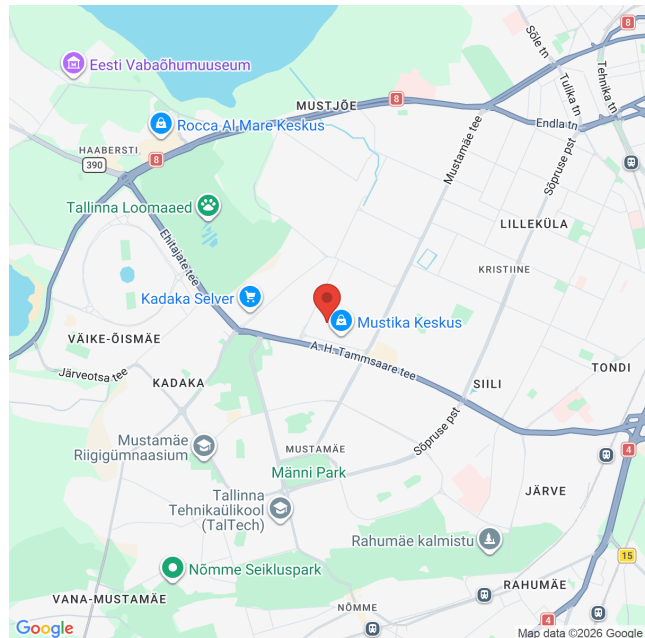 8
Sõle tn
Tulika tn
Tehnika tn
Eesti Vabaõhumuuseum
8
MUSTJÕE
Rocca Al Mare Keskus
Endla tn
HAABERSTI
8
390
Mustamäe tee
Sõpruse pst
Tallinna Loomaaed
LILLEKÜLA
Ehitajate tee
KRISTIINE
Kadaka Selver
Mustika Keskus
VÄIKE-ÕISMÄE
A. H. Tammsaare tee
Järveotsa tee
KADAKA
SIILI
TONDI
Sõpruse pst
Mustamäe
Riigigümnaasium
MUSTAMÄE
4
Männi Park
Tallinna
Tehnikaülikool
(TalTech)
JÄRVE
Rahumäe kalmistu
15
Nõmme Seikluspark
RAHUMÄE
VANA-MUSTAMÄE
NÕMME
4
Google
Map data ©2026 Google